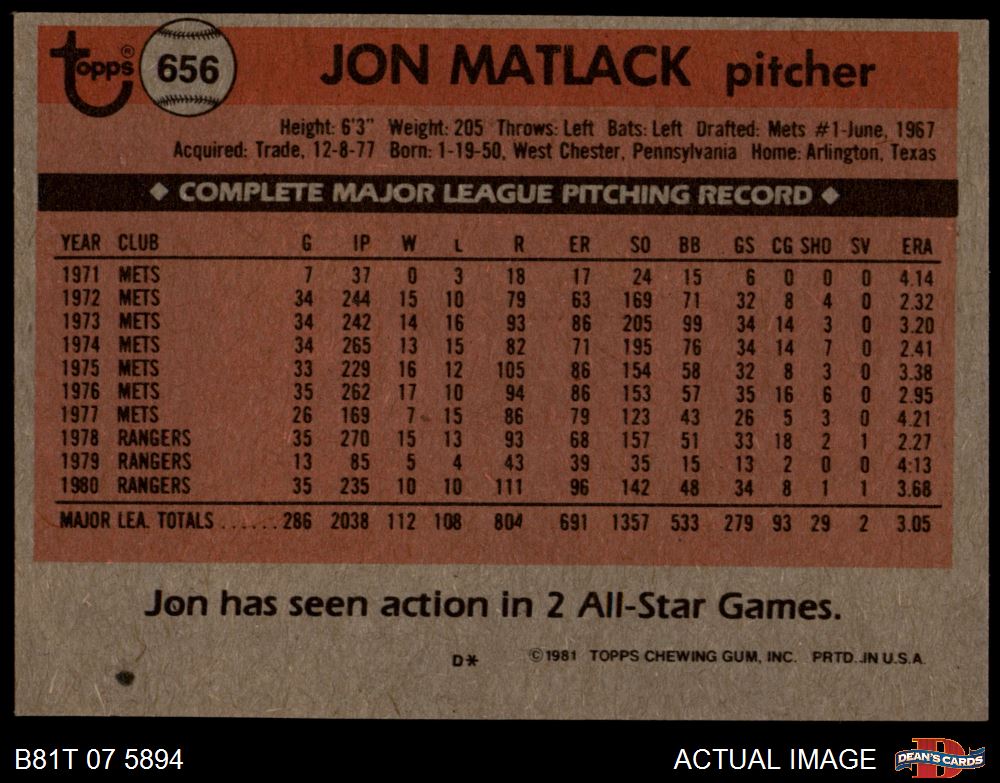 Topps® 656 JON MATLACK pitcher
Height: 6'3" Weight: 205 Throws: Left Bats: Left Drafted: Mets #1-June, 1967
Acquired: Trade, 12-8-77 Born: 1-19-50, West Chester, Pennsylvania Home: Arlington, Texas
◆ COMPLETE MAJOR LEAGUE PITCHING RECORD ◆
YEAR CLUB G IP W L R ER SO BB GS CG SHO SV ERA
1971 METS 7 37 0 3 18 17 24 15 6 0 0 0 4.14
1972 METS 34 244 15 10 79 63 169 71 32 8 4 0 2.32
1973 METS 34 242 14 16 93 86 205 99 34 14 3 0 3.20
1974 METS 34 265 13 15 82 71 195 76 34 14 7 0 2.41
1975 METS 33 229 16 12 105 86 154 58 32 8 3 0 3.38
1976 METS 35 262 17 10 94 86 153 57 35 16 6 0 2.95
1977 METS 26 169 7 15 86 79 123 43 26 5 3 0 4.21
1978 RANGERS 35 270 15 13 93 68 157 51 33 18 2 1 2.27
1979 RANGERS 13 85 5 4 43 39 35 15 13 2 0 0 4:13
1980 RANGERS 35 235 10 10 111 96 142 48 34 8 1 1 3.68
MAJOR LEA. TOTALS ...... 286 2038 112 108 804 691 1357 533 279 93 29 2 3.05
Jon has seen action in 2 All-Star Games.
D* ©1981 TOPPS CHEWING GUM, INC. PRTD. IN U.S.A.
B81T 07 5894 ACTUAL IMAGE DEAN'S CARDS